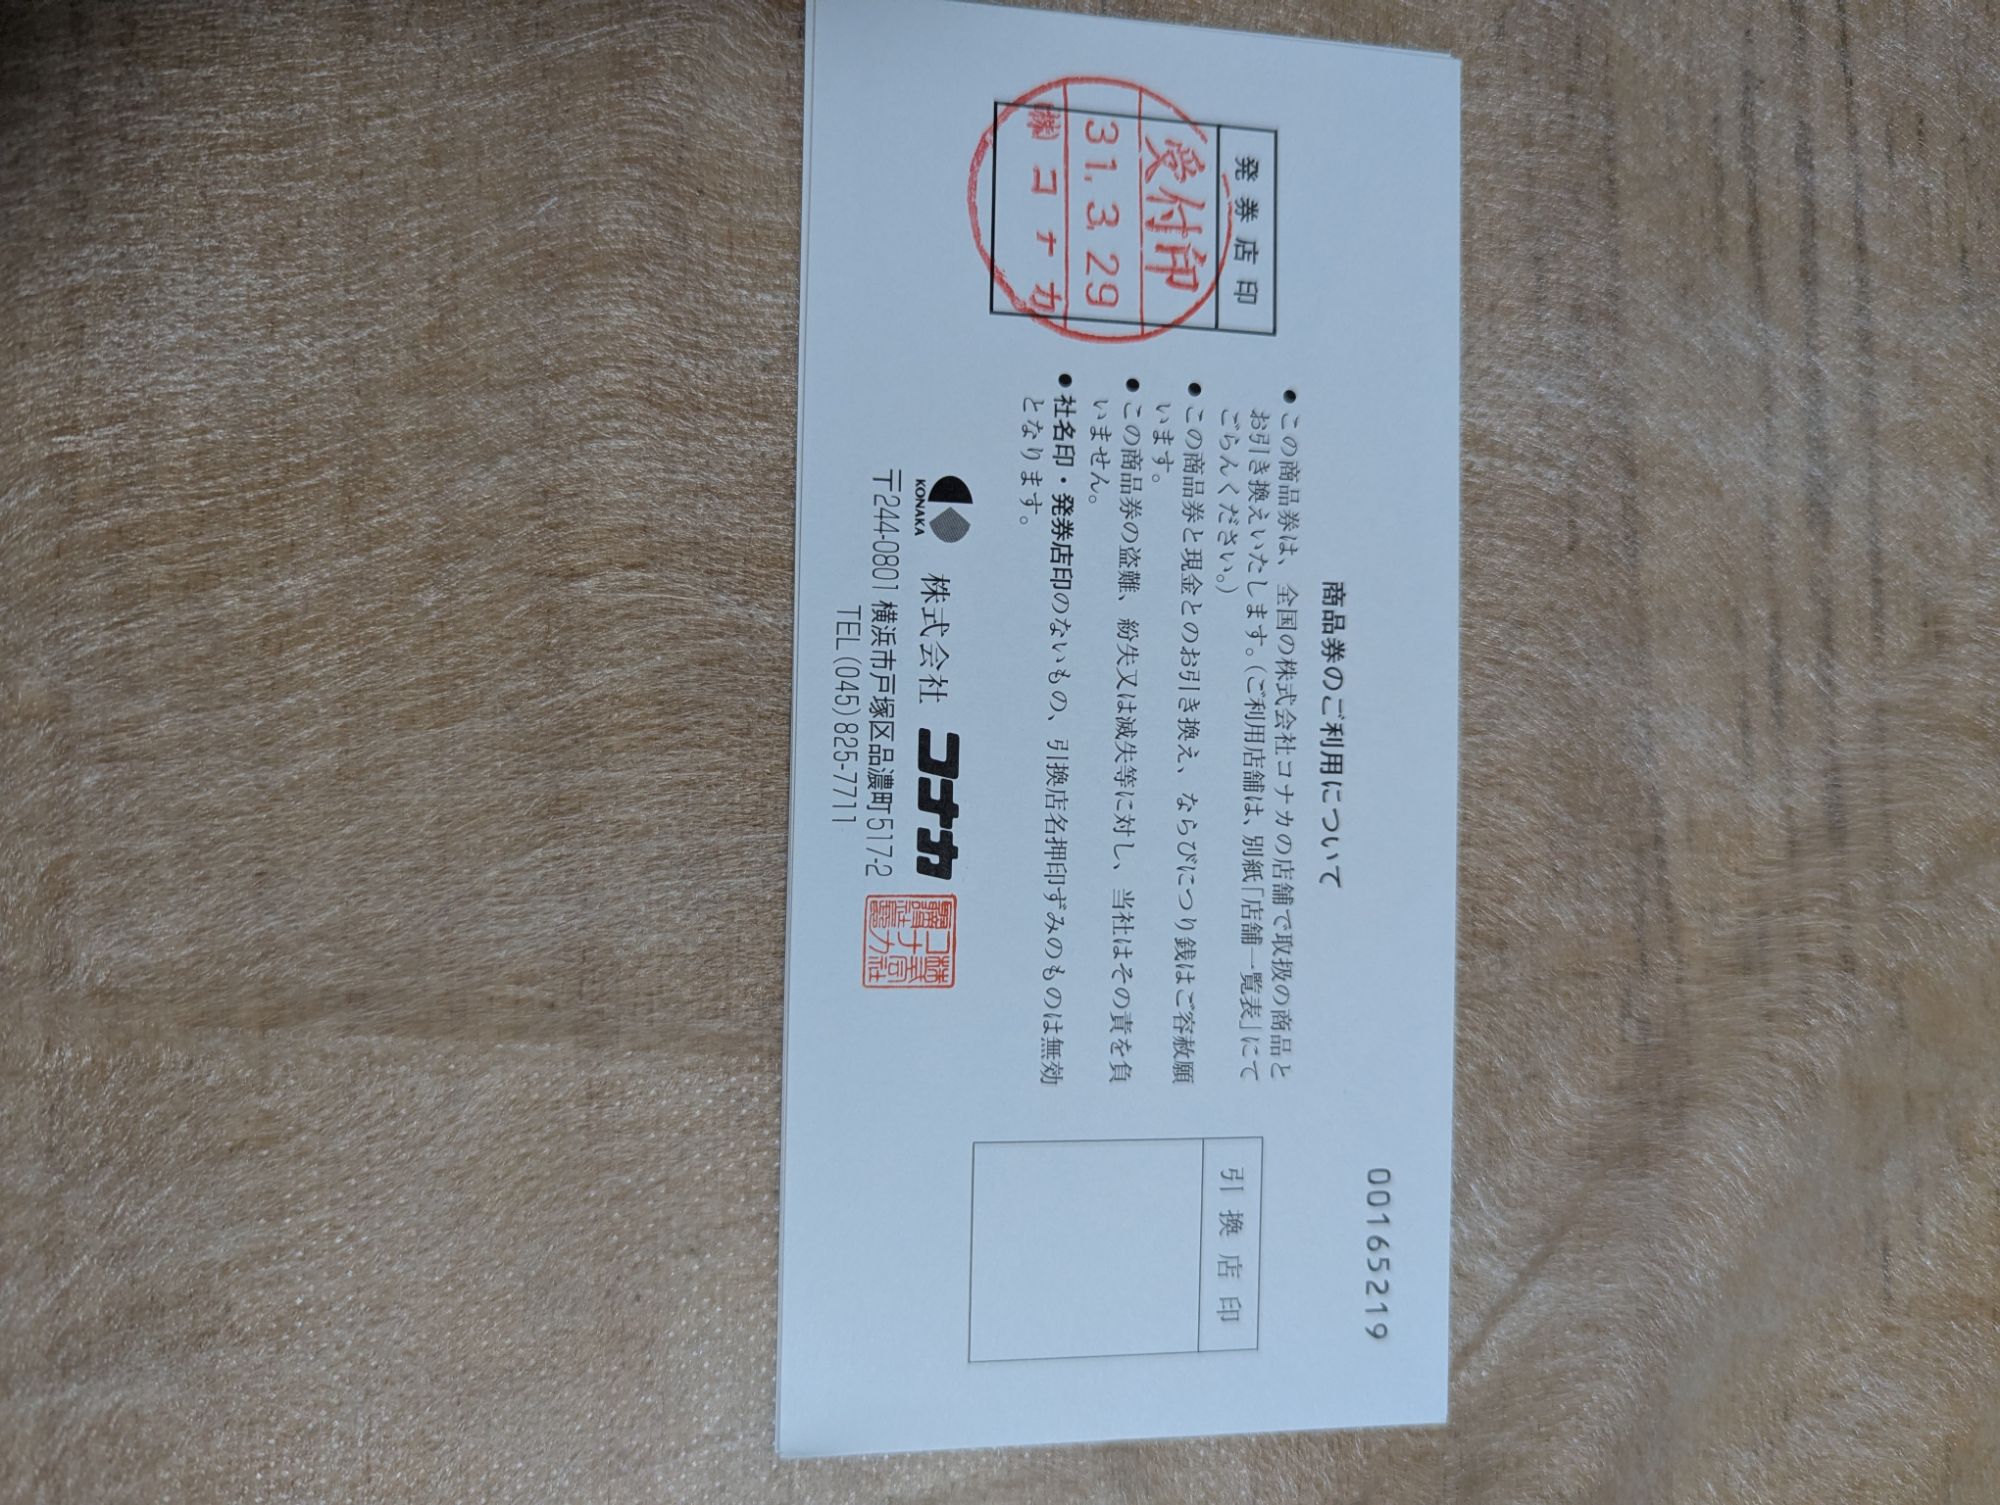 00165219
商品券のご利用について
発券店印
受付印
31.3.29
㈱コナカ
●この商品券は、全国の株式会社コナカの店舗で取扱の商品と
お引き換えいたします。(ご利用店舗は、別紙「店舗一覧表」にて
ごらんください。)
●この商品券と現金とのお引き換え、ならびにつり銭はご容赦願
います。
●この商品券の盗難、紛失又は滅失等に対し、当社はその責を負
いません。
●社名印・発券店印のないもの、引換店名押印ずみのものは無効
となります。
引換店印
KONAKA
株式会社 コナカ
〒244-0801 横浜市戸塚区品濃町517-2
TEL (045) 825-7711